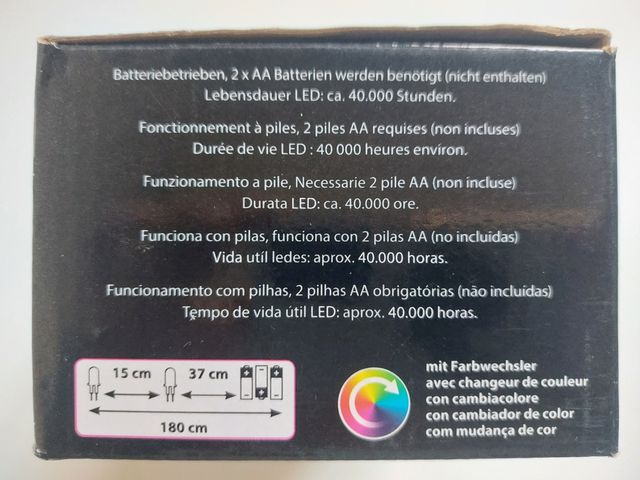 Batteriebetrieben, 2 x AA Batterien werden benötigt (nicht enthalten)
Lebensdauer LED: ca. 40.000 Stunden.
Fonctionnement à piles, 2 piles AA requises (non incluses)
Durée de vie LED : 40 000 heures environ.
Funzionamento a pile, Necessarie 2 pile AA (non incluse)
Durata LED: ca. 40.000 ore.
Funciona con pilas, funciona con 2 pilas AA (no incluidas)
Vida utíl ledes: aprox. 40.000 horas.
Funcionamento com pilhas, 2 pilhas AA obrigatórias (não incluídas)
Tempo de vida útil LED: aprox. 40.000 horas.
15 cm 37 cm
180 cm
mit Farbwechsler
avec changeur de couleur
con cambiacolore
con cambiador de color
com mudança de cor